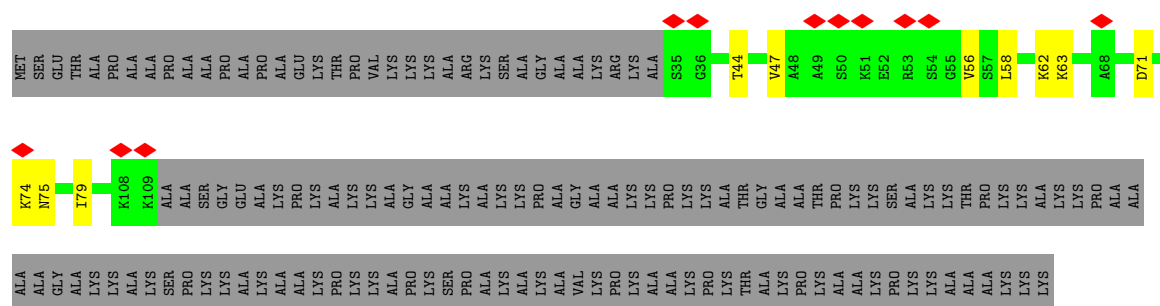 MET SER GLU THR ALA PRO ALA ALA PRO ALA ALA PRO ALA PRO ALA GLU LYS THR PRO VAL LYS LYS LYS ALA ARG LYS SER ALA GLY ALA ALA LYS ARG LYS ALA S35 G36 T44 V47 A48 A49 S50 K51 E52 R53 S54 G55 V56 S57 L58 K62 K63 A68 D71
K74 N75 I79 K108 K109 ALA ALA SER GLY GLU ALA LYS PRO LYS ALA LYS LYS ALA GLY ALA ALA LYS ALA LYS LYS PRO ALA GLY ALA ALA LYS LYS PRO LYS LYS ALA THR GLY ALA ALA THR PRO LYS LYS SER ALA LYS LYS THR PRO LYS LYS ALA LYS LYS PRO ALA ALA
ALA ALA GLY ALA LYS LYS ALA LYS SER PRO LYS LYS ALA LYS ALA ALA LYS PRO LYS LYS ALA PRO LYS SER PRO ALA LYS ALA LYS ALA VAL LYS PRO LYS ALA ALA LYS PRO LYS THR ALA LYS PRO LYS ALA ALA LYS PRO LYS LYS ALA ALA ALA LYS LYS LYS